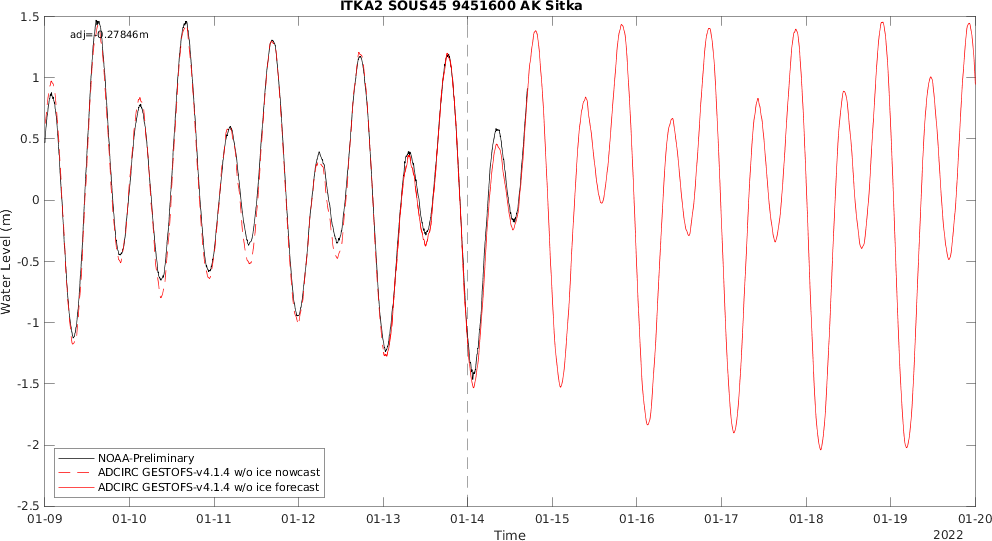 ITKA2 SOUS45 9451600 AK Sitka
adj=-0.27846m
1.5
1
0.5
0
-0.5
-1
-1.5
-2
-2.5
Water Level (m)
NOAA-Preliminary
ADCIRC GESTOFS-v4.1.4 w/o ice nowcast
ADCIRC GESTOFS-v4.1.4 w/o ice forecast
01-09 01-10 01-11 01-12 01-13 01-14 01-15 01-16 01-17 01-18 01-19 01-20
Time
2022